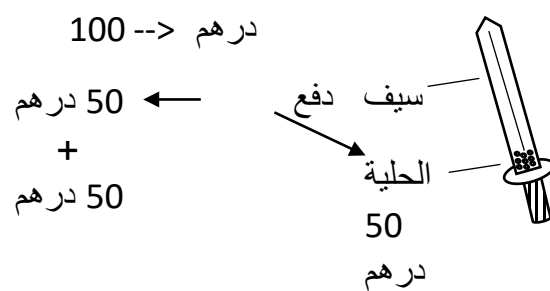 100 --> درهم
سيف دفع 50 درهم
+
الحلية
50 درهم
50
درهم